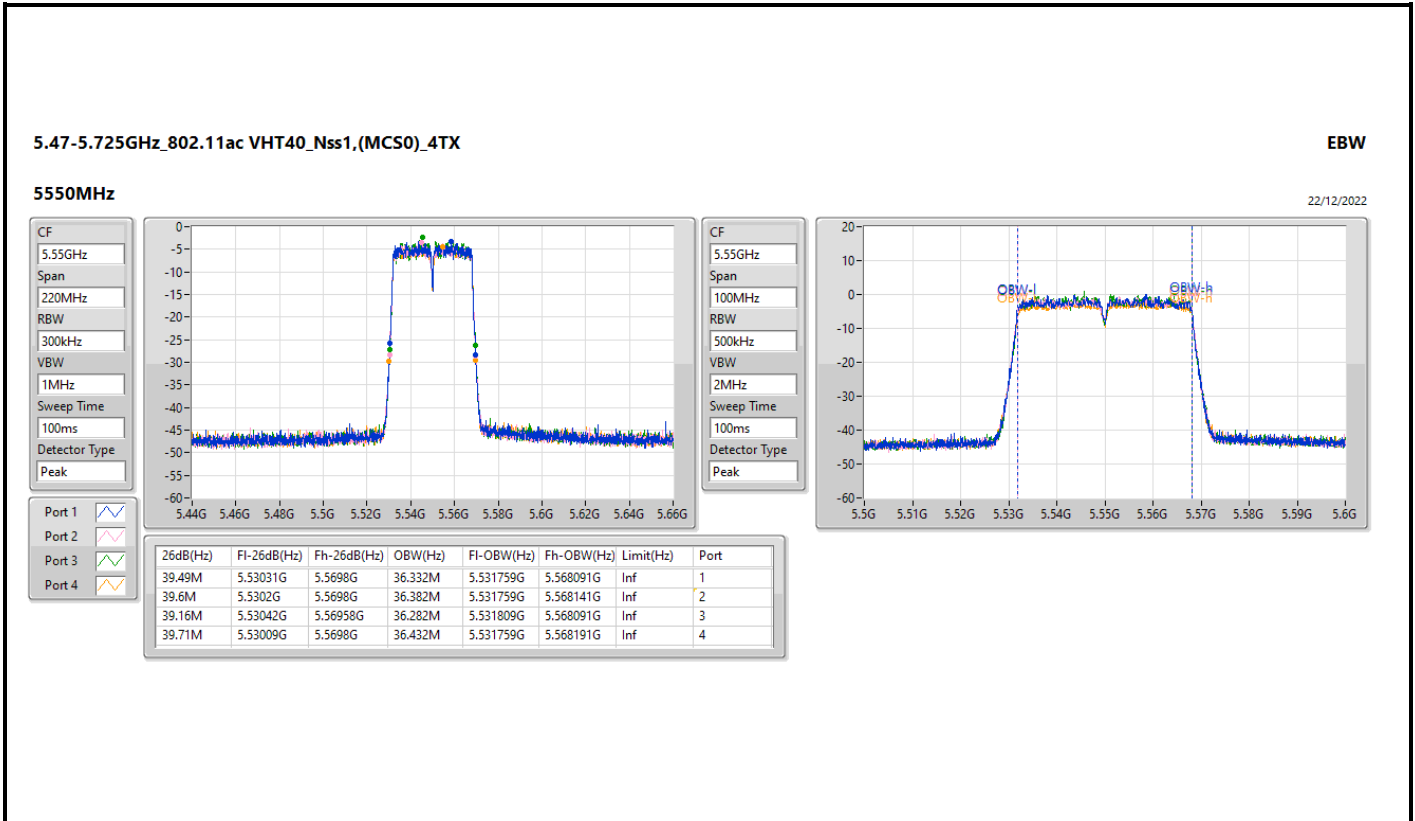 5.47-5.725GHz_802.11ac VHT40_Nss1,(MCS0)_4TX EBW
5550MHz 22/12/2022
CF
5.55GHz
Span
220MHz
RBW
300kHz
VBW
1MHz
Sweep Time
100ms
Detector Type
Peak
0-
-5-
-10-
-15-
-20-
-25-
-30-
-35-
-40-
-45-
-50-
-55-
-60-
5.44G 5.46G 5.48G 5.5G 5.52G 5.54G 5.56G 5.58G 5.6G 5.62G 5.64G 5.66G
CF
5.55GHz
Span
100MHz
RBW
500kHz
VBW
2MHz
Sweep Time
100ms
Detector Type
Peak
20-
10-
0-
-10-
-20-
-30-
-40-
-50-
-60-
OBW-l OBW-h
5.5G 5.51G 5.52G 5.53G 5.54G 5.55G 5.56G 5.57G 5.58G 5.59G 5.6G
Port 1
Port 2
Port 3
Port 4
26dB(Hz) Fl-26dB(Hz) Fh-26dB(Hz) OBW(Hz) Fl-OBW(Hz) Fh-OBW(Hz) Limit(Hz) Port
39.49M 5.53031G 5.5698G 36.332M 5.531759G 5.568091G Inf 1
39.6M 5.5302G 5.5698G 36.382M 5.531759G 5.568141G Inf 2
39.16M 5.53042G 5.56958G 36.282M 5.531809G 5.568091G Inf 3
39.71M 5.53009G 5.5698G 36.432M 5.531759G 5.568191G Inf 4